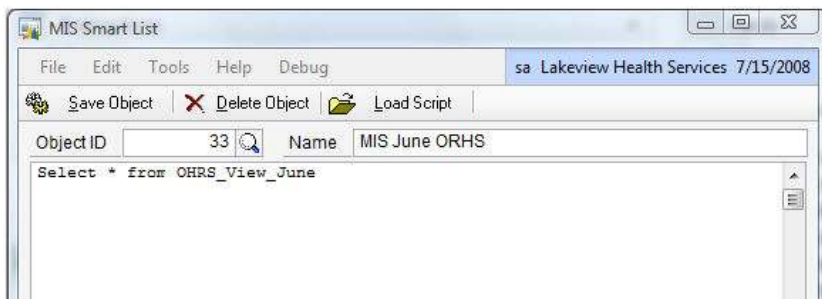 MIS Smart List
File Edit Tools Help Debug sa Lakeview Health Services 7/15/2008
Save Object Delete Object Load Script
Object ID 33 Name MIS June ORHS
Select * from OHRS_View_June